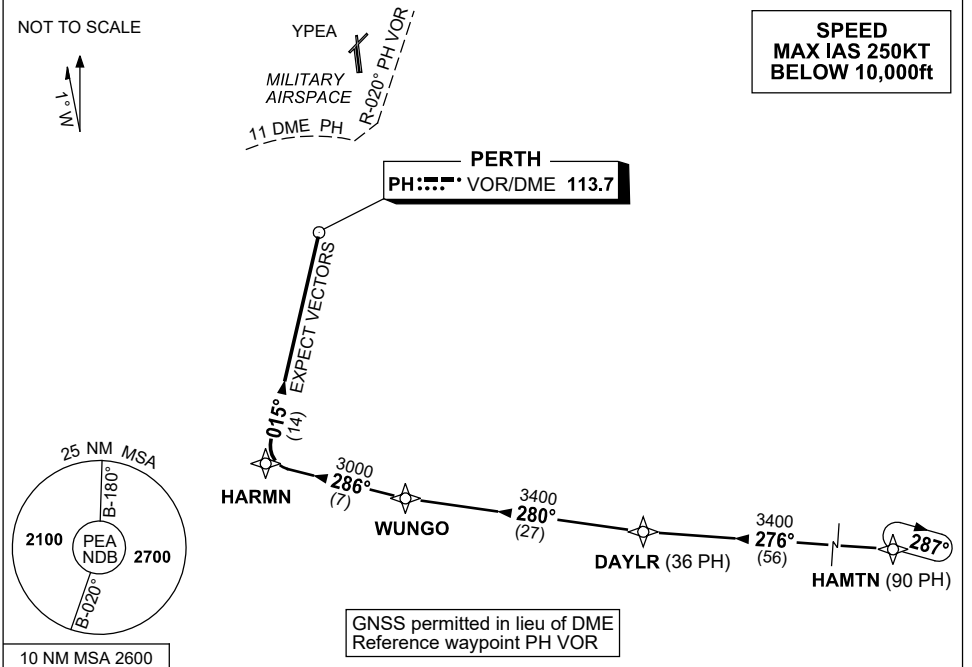 NOT TO SCALE
1° W
YPEA
MILITARY
AIRSPACE
11 DME PH
R-020° PH VOR
SPEED
MAX IAS 250KT
BELOW 10,000ft
PERTH
PH VOR/DME 113.7
EXPECT VECTORS
015°
(14)
HARMN
3000
286°
(7)
WUNGO
3400
280°
(27)
DAYLR (36 PH)
3400
276°
(56)
287°
HAMTN (90 PH)
25 NM MSA
B-180°
2100
PEA
NDB
2700
B-020°
10 NM MSA 2600
GNSS permitted in lieu of DME
Reference waypoint PH VOR